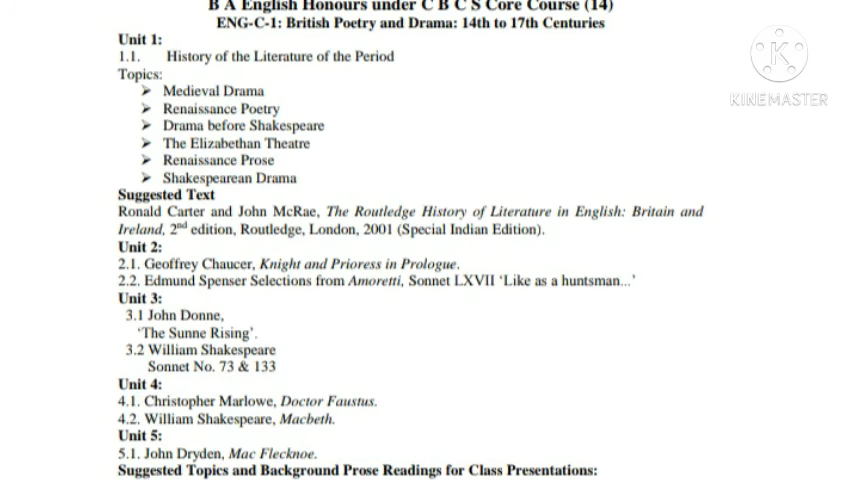 B A English Honours under C B C S Core Course (14)
ENG-C-1: British Poetry and Drama: 14th to 17th Centuries
Unit 1:
1.1. History of the Literature of the Period
Topics:
➢ Medieval Drama
➢ Renaissance Poetry
➢ Drama before Shakespeare
➢ The Elizabethan Theatre
➢ Renaissance Prose
➢ Shakespearean Drama
Suggested Text
Ronald Carter and John McRae, The Routledge History of Literature in English: Britain and
Ireland, 2nd edition, Routledge, London, 2001 (Special Indian Edition).
Unit 2:
2.1. Geoffrey Chaucer, Knight and Prioress in Prologue.
2.2. Edmund Spenser Selections from Amoretti, Sonnet LXVII ‘Like as a huntsman...’
Unit 3:
3.1 John Donne,
‘The Sunne Rising’.
3.2 William Shakespeare
Sonnet No. 73 & 133
Unit 4:
4.1. Christopher Marlowe, Doctor Faustus.
4.2. William Shakespeare, Macbeth.
Unit 5:
5.1. John Dryden, Mac Flecknoe.
Suggested Topics and Background Prose Readings for Class Presentations:
K
KINEMASTER